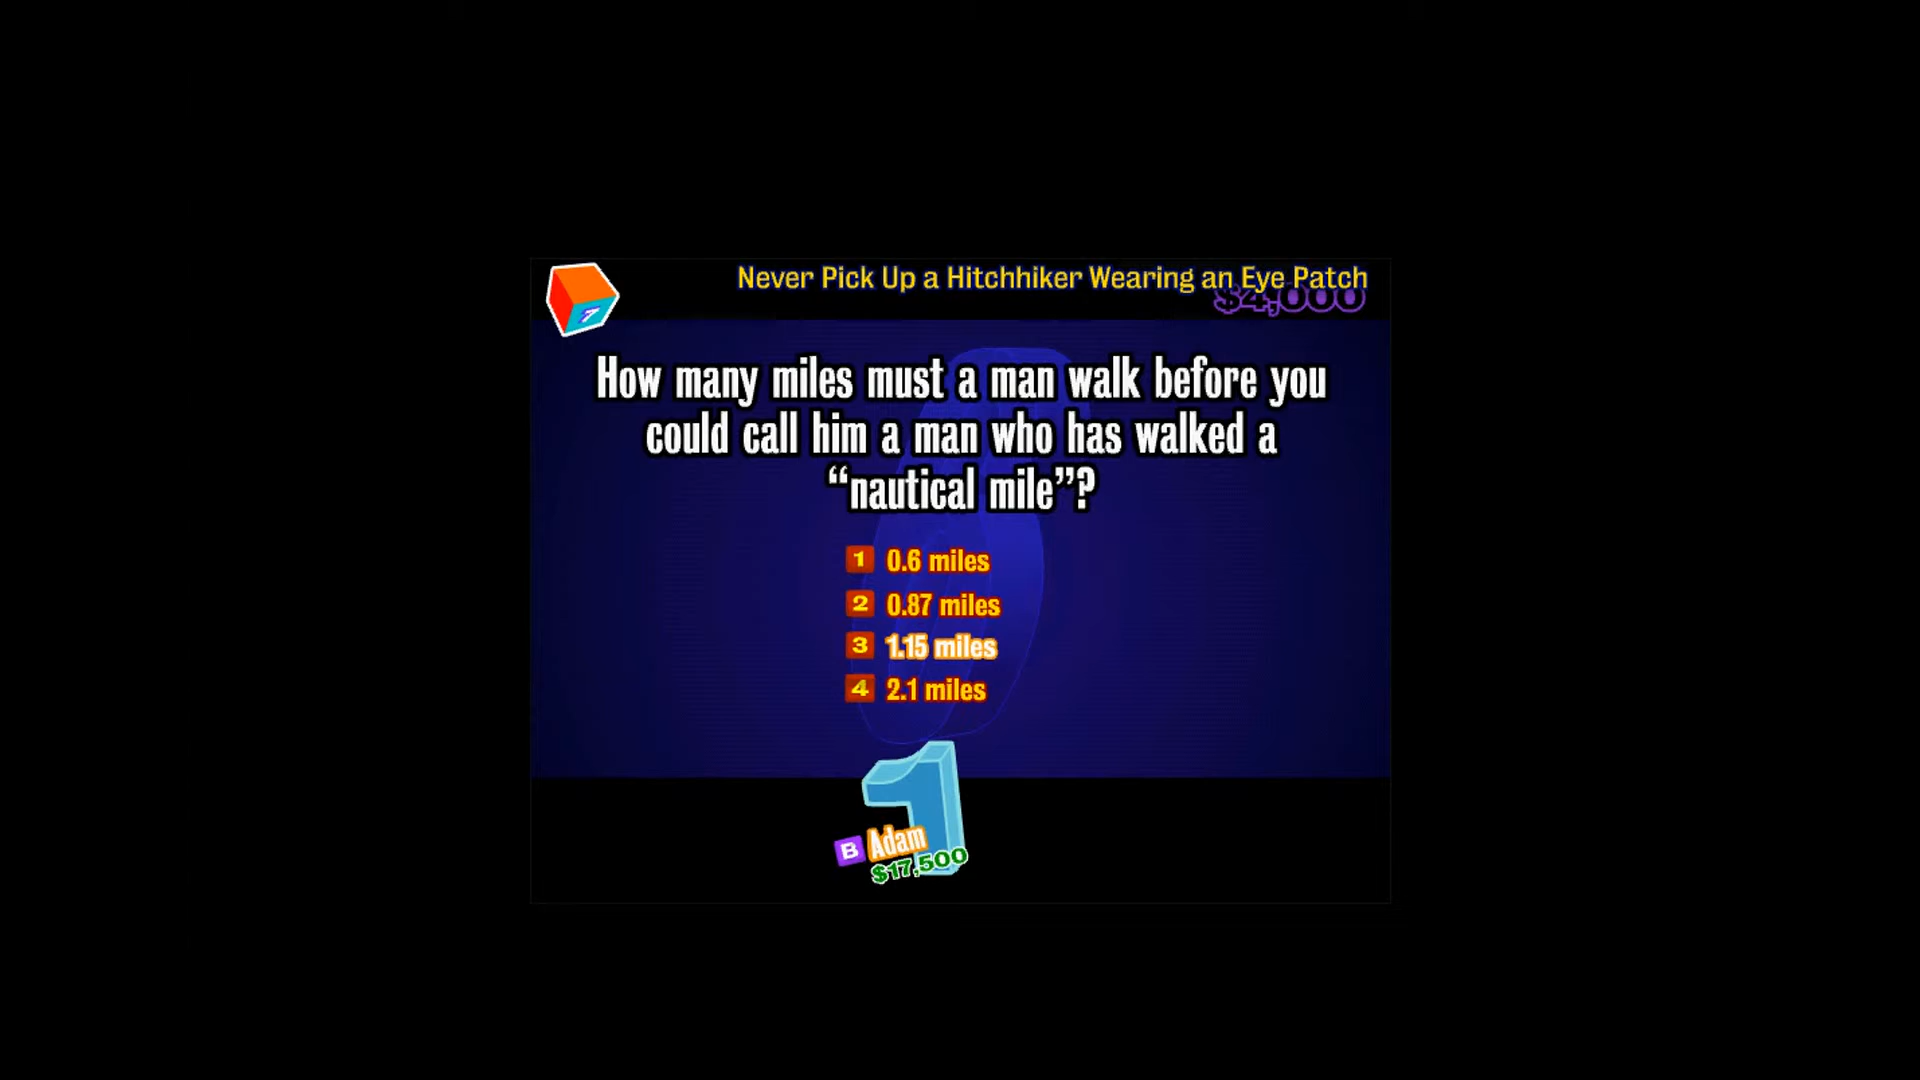 Never Pick Up a Hitchhiker Wearing an Eye Patch
$4,000
7
How many miles must a man walk before you
could call him a man who has walked a
“nautical mile”?
1 0.6 miles
2 0.87 miles
3 1.15 miles
4 2.1 miles
1
B Adam
$17,500